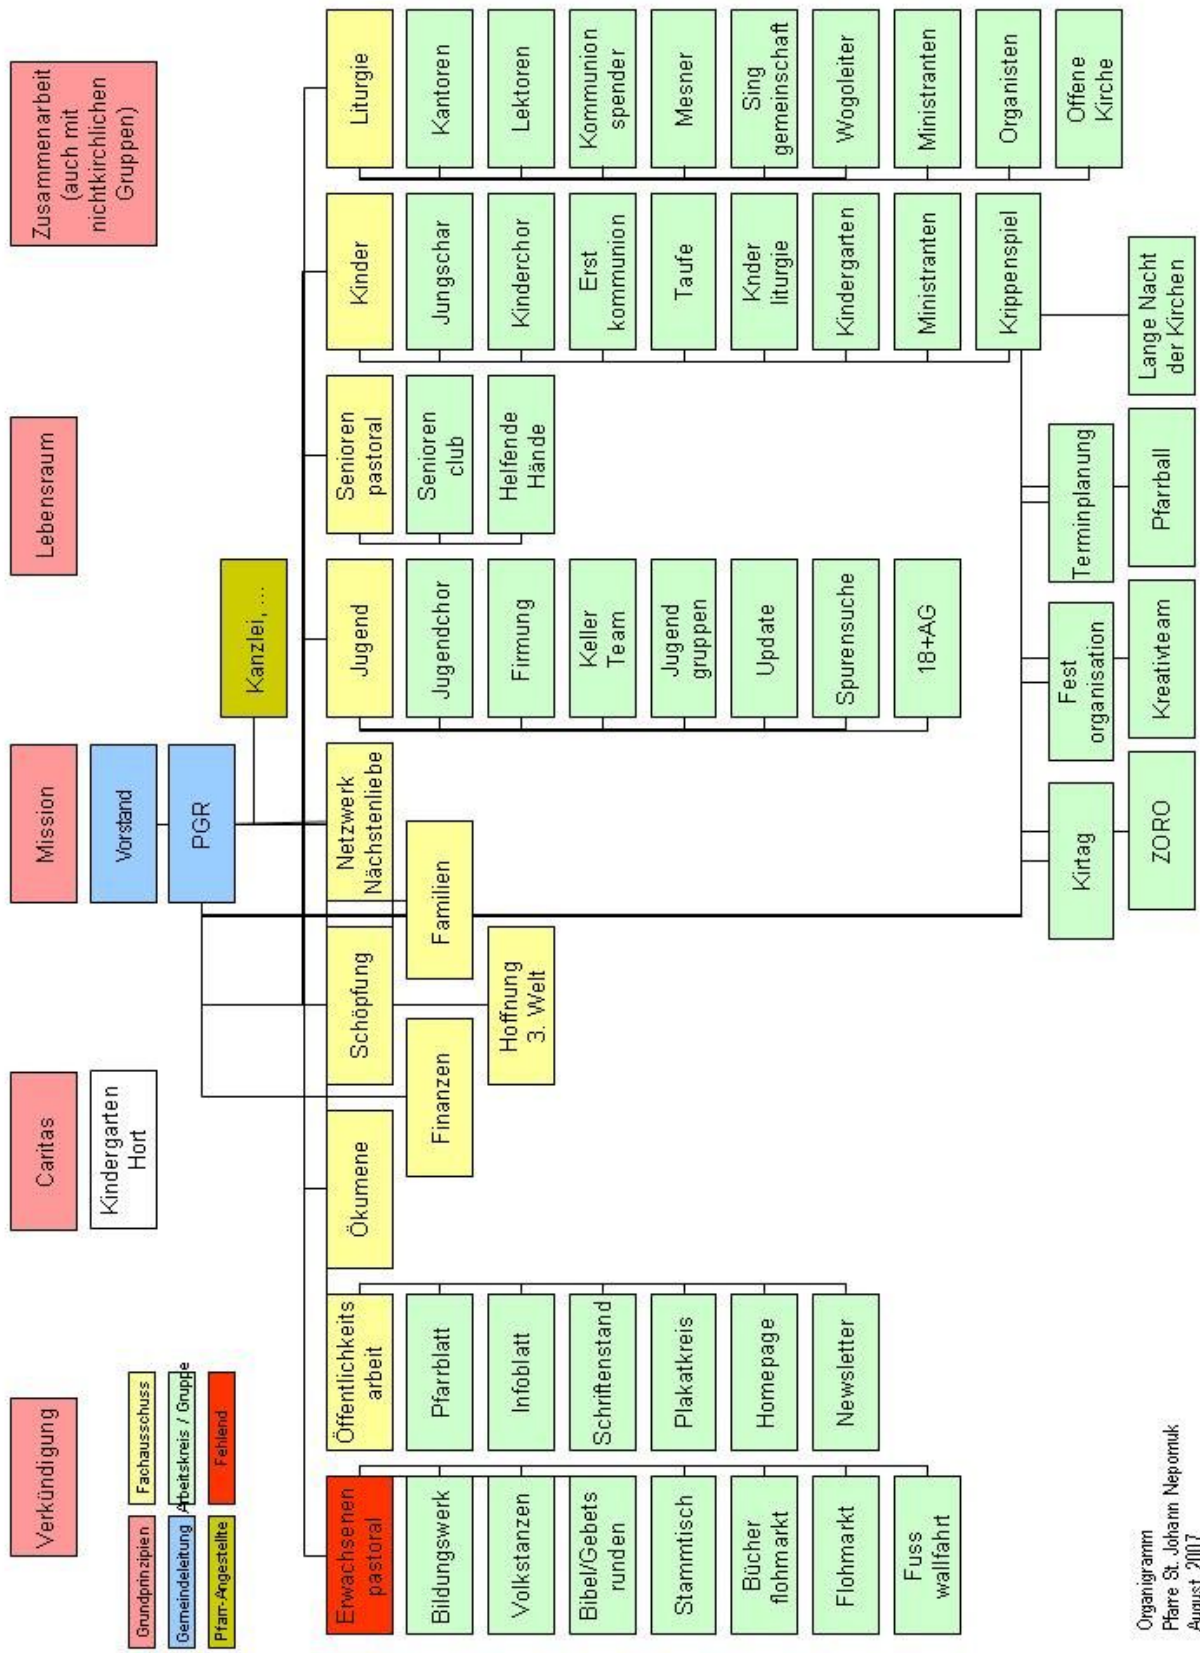 Verkündigung
Caritas
Mission
Lebensraum
Zusammenarbeit
(auch mit
nichtkirchlichen
Gruppen)
Grundprinzipien
Fachausschuss
Gemeindeleitung
Arbeitskreis / Gruppe
Pfarr-Angestellte
Fehlend
Kindergarten
Hort
Vorstand
PGR
Kanzlei, ...
Erwachsenen
pastoral
Bildungswerk
Volkstanzen
Bibel/Gebets
runden
Stammtisch
Bücher
flohmarkt
Flohmarkt
Fuss
wallfahrt
Öffentlichkeits
arbeit
Pfarrblatt
Infoblatt
Schriftenstand
Plakatkreis
Homepage
Newsletter
Ökumene
Finanzen
Schöpfung
Hoffnung
3. Welt
Netzwerk
Nächstenliebe
Familien
Jugend
Jugendchor
Firmung
Keller
Team
Jugend
gruppen
Update
Spurensuche
18+AG
Senioren
pastoral
Senioren
club
Helfende
Hände
Kinder
Jungschar
Kinderchor
Erst
kommunion
Taufe
Knder
liturgie
Kindergarten
Ministranten
Krippenspiel
Liturgie
Kantoren
Lektoren
Kommunion
spender
Mesner
Sing
gemeinschaft
Wogoleiter
Ministranten
Organisten
Offene
Kirche
Kirtag
Fest
organisation
Terminplanung
ZORO
Kreativteam
Pfarrball
Lange Nacht
der Kirchen
Organigramm
Pfarre St. Johann Nepomuk
August 2007